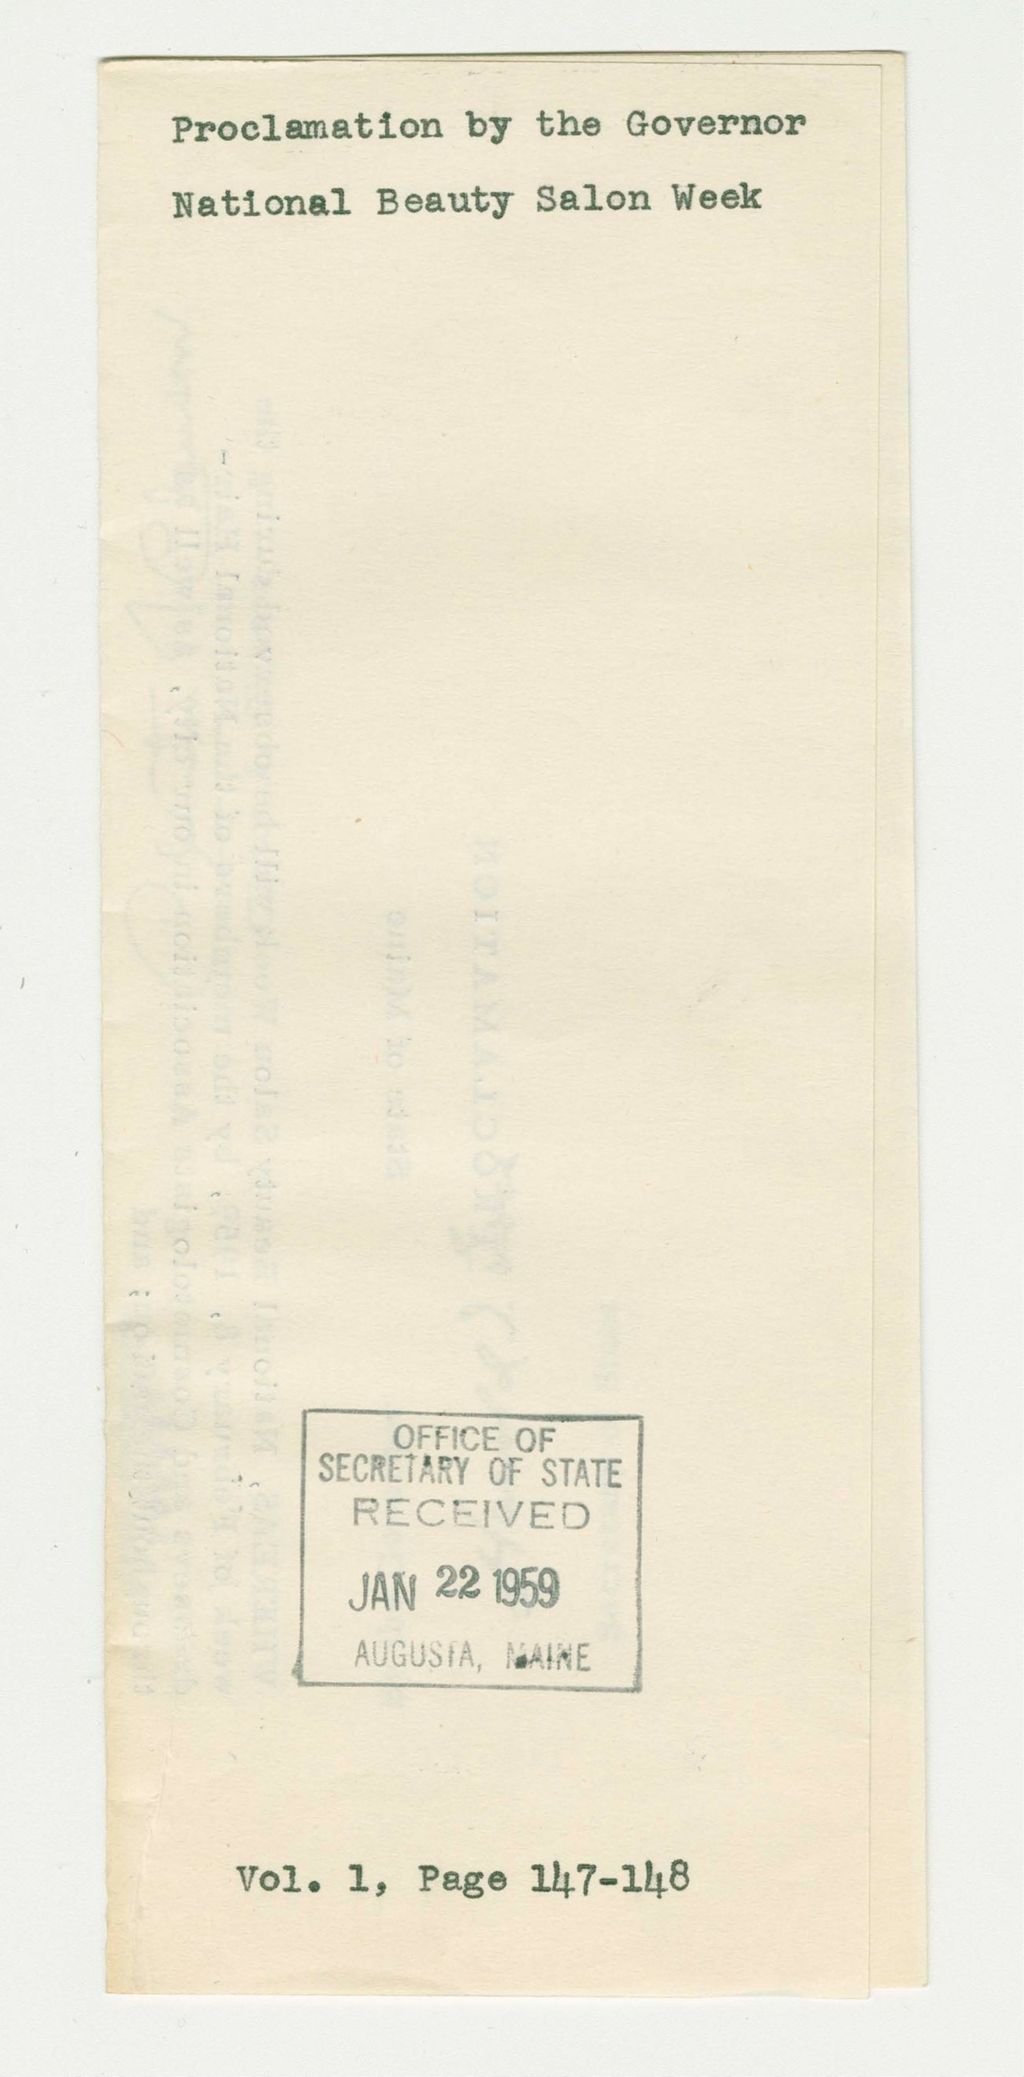 Proclamation by the Governor
National Beauty Salon Week
OFFICE OF
SECRETARY OF STATE
RECEIVED
JAN 22 1959
AUGUSTA, MAINE
Vol. 1, Page 147-148